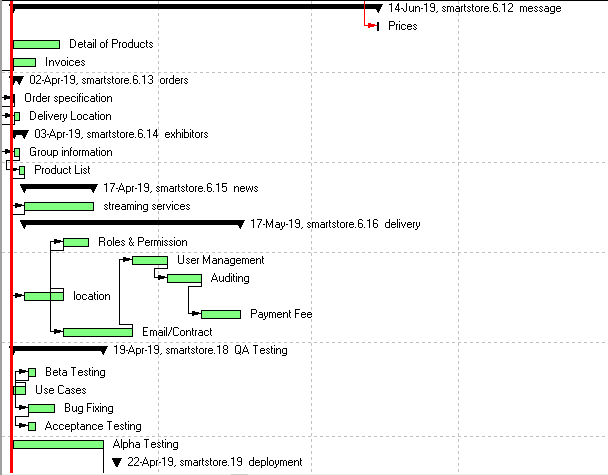 14-Jun-19, smartstore.6.12 message
Prices
Detail of Products
Invoices
02-Apr-19, smartstore.6.13 orders
Order specification
Delivery Location
03-Apr-19, smartstore.6.14 exhibitors
Group information
Product List
17-Apr-19, smartstore.6.15 news
streaming services
17-May-19, smartstore.6.16 delivery
Roles & Permission
User Management
Auditing
location
Payment Fee
Email/Contract
19-Apr-19, smartstore.18 QA Testing
Beta Testing
Use Cases
Bug Fixing
Acceptance Testing
Alpha Testing
22-Apr-19, smartstore.19 deployment